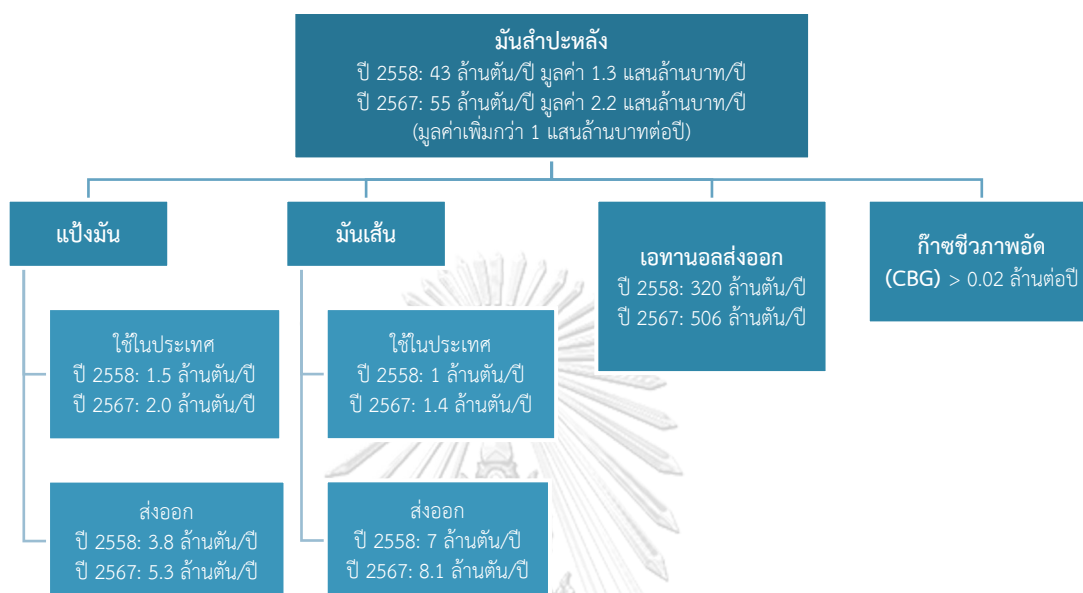 มันสำปะหลัง
ปี 2558: 43 ล้านตัน/ปี มูลค่า 1.3 แสนล้านบาท/ปี
ปี 2567: 55 ล้านตัน/ปี มูลค่า 2.2 แสนล้านบาท/ปี
(มูลค่าเพิ่มกว่า 1 แสนล้านบาทต่อปี)
แป้งมัน
ใช้ในประเทศ
ปี 2558: 1.5 ล้านตัน/ปี
ปี 2567: 2.0 ล้านตัน/ปี
ส่งออก
ปี 2558: 3.8 ล้านตัน/ปี
ปี 2567: 5.3 ล้านตัน/ปี
มันเส้น
ใช้ในประเทศ
ปี 2558: 1 ล้านตัน/ปี
ปี 2567: 1.4 ล้านตัน/ปี
ส่งออก
ปี 2558: 7 ล้านตัน/ปี
ปี 2567: 8.1 ล้านตัน/ปี
เอทานอลส่งออก
ปี 2558: 320 ล้านตัน/ปี
ปี 2567: 506 ล้านตัน/ปี
ก๊าซชีวภาพอัด
(CBG) > 0.02 ล้านต่อปี